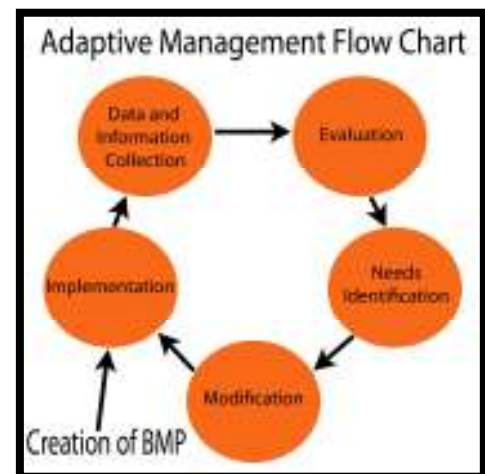 Adaptive Management Flow Chart
Data and
Information
Collection
Evaluation
Needs
Identification
Modification
Implementation
Creation of BMP